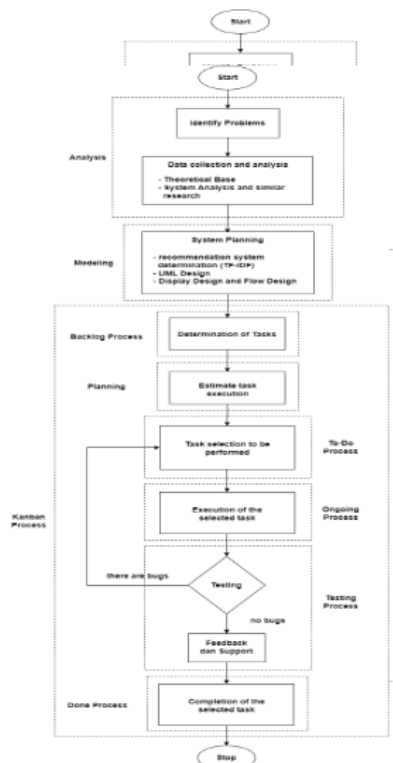 Start
Start
Identify Problems
Analysis
Data collection and analysis
- Theoretical Base
- System Analysis and similar
research
System Planning
- recommendation system
determination (TF-IDF)
- UML Design
- Display Design and Flow Design
Modeling
Backlog Process
Determination of Tasks
Planning
Estimate task
execution
Task selection to be
performed
To-Do
Process
Execution of the
selected task
Ongoing
Process
Kanban
Process
there are bugs
Testing
Testing
Process
no bugs
Feedback
dan Support
Done Process
Completion of the
selected task
Stop